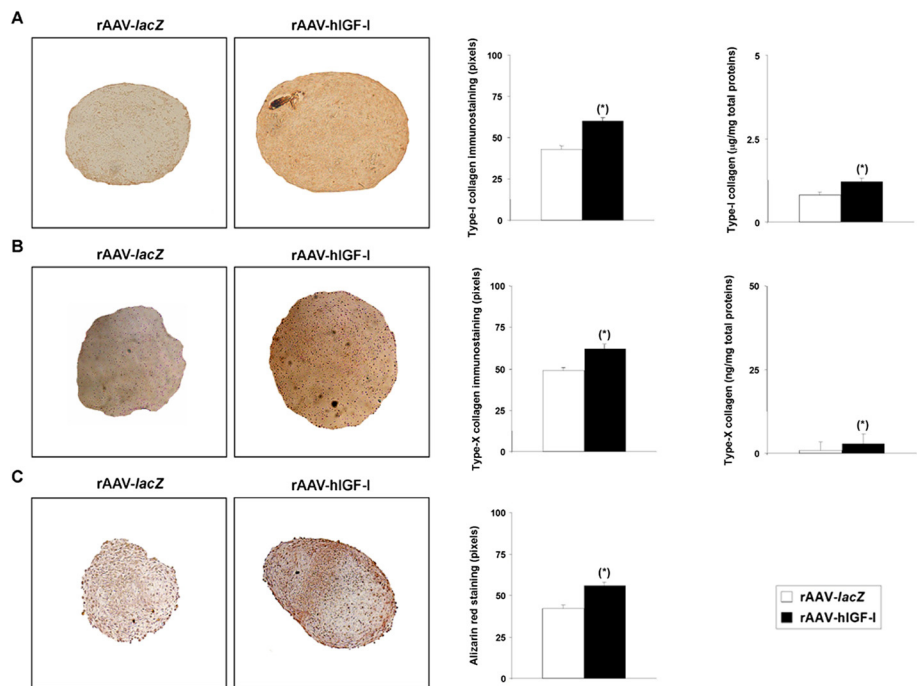 A
rAAV-lacZ
rAAV-hIGF-I
Type-I collagen immunostaining (pixels)
100
75
50
25
0
(*)
Type-I collagen (µg/mg total proteins)
5
2.5
0
(*)
B
rAAV-lacZ
rAAV-hIGF-I
Type-X collagen immunostaining (pixels)
100
75
50
25
0
(*)
Type-X collagen (ng/mg total proteins)
50
25
0
(*)
C
rAAV-lacZ
rAAV-hIGF-I
Alizarin red staining (pixels)
100
75
50
25
0
(*)
rAAV-lacZ
rAAV-hIGF-I